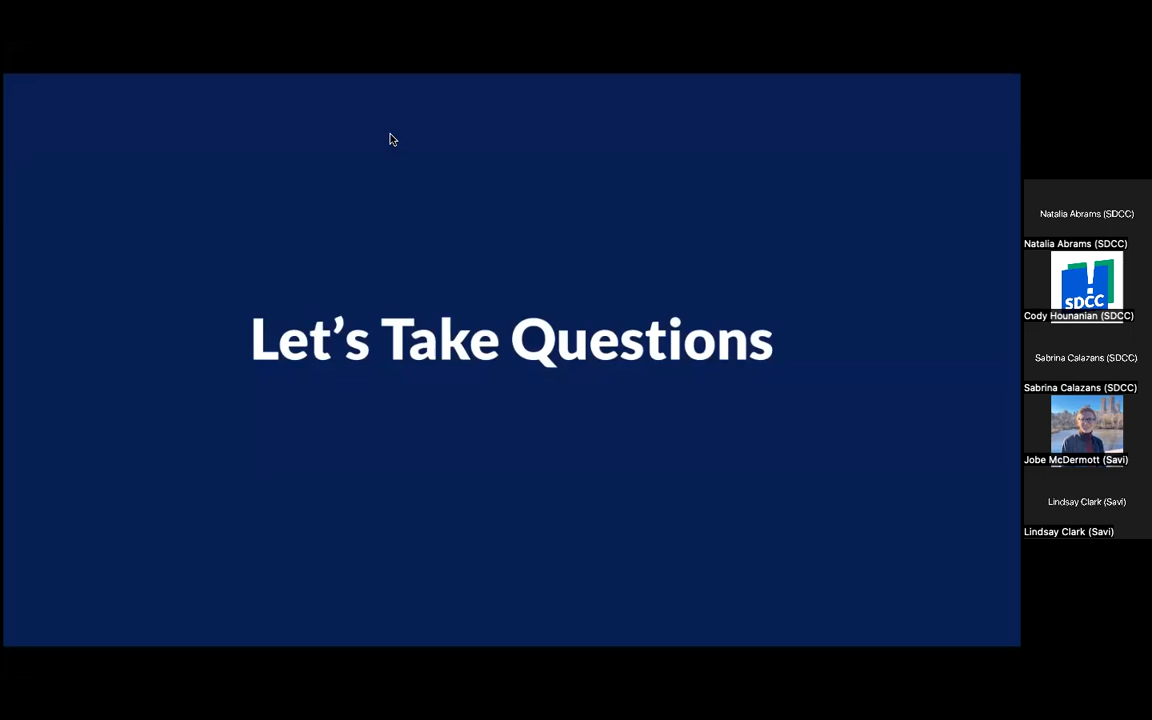 Let's Take Questions
Natalia Abrams (SDCC)
Natalia Abrams (SDCC)
SDCC
Cody Hounanian (SDCC)
Sabrina Calazans (SDCC)
Sabrina Calazans (SDCC)
Jobe McDermott (Savi)
Lindsay Clark (Savi)
Lindsay Clark (Savi)